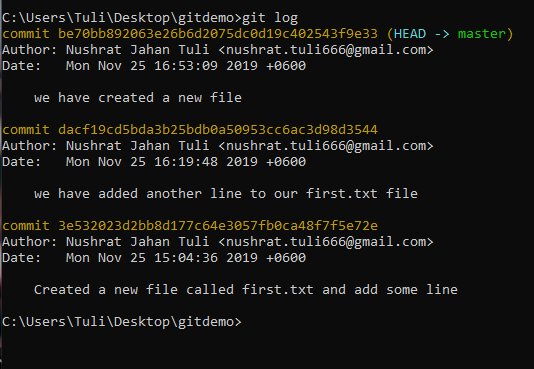 C:\Users\Tuli\Desktop\gitdemo>git log
commit be70bb892063e26b6d2075dc0d19c402543f9e33 (HEAD -> master)
Author: Nushrat Jahan Tuli <nushrat.tuli666@gmail.com>
Date:   Mon Nov 25 16:53:09 2019 +0600
    we have created a new file
commit dacf19cd5bda3b25bdb0a50953cc6ac3d98d3544
Author: Nushrat Jahan Tuli <nushrat.tuli666@gmail.com>
Date:   Mon Nov 25 16:19:48 2019 +0600
    we have added another line to our first.txt file
commit 3e532023d2bb8d177c64e3057fb0ca48f7f5e72e
Author: Nushrat Jahan Tuli <nushrat.tuli666@gmail.com>
Date:   Mon Nov 25 15:04:36 2019 +0600
    Created a new file called first.txt and add some line
C:\Users\Tuli\Desktop\gitdemo>